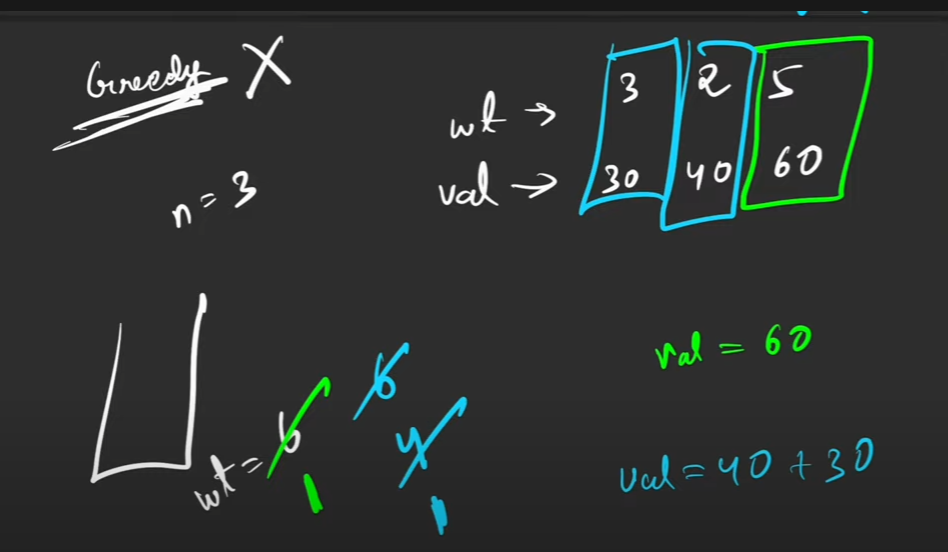 Greedy X
wt → 3 2 5
val → 30 40 60
n = 3
val = 60
6
wt = 6 4
1 1
val = 40 + 30